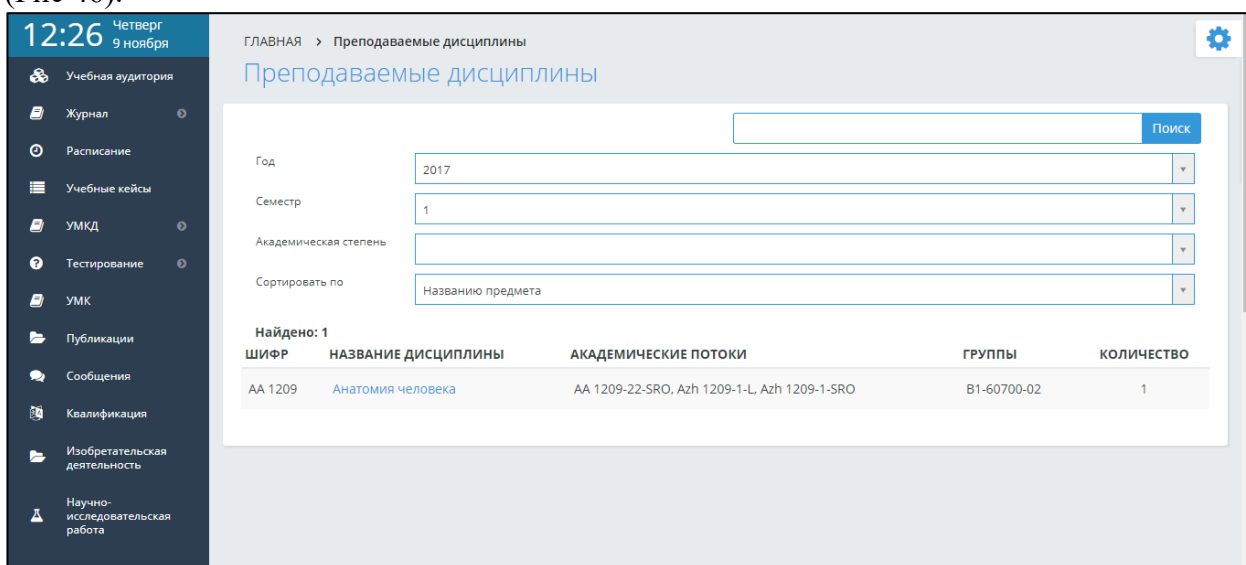 12:26 Четверг
9 ноября
Учебная аудитория
Журнал
Расписание
Учебные кейсы
УМКД
Тестирование
УМК
Публикации
Сообщения
Квалификация
Изобретательская
деятельность
Научно-
исследовательская
работа
ГЛАВНАЯ > Преподаваемые дисциплины
Преподаваемые дисциплины
Поиск
Год 2017
Семестр 1
Академическая степень
Сортировать по Названию предмета
Найдено: 1
ШИФР НАЗВАНИЕ ДИСЦИПЛИНЫ АКАДЕМИЧЕСКИЕ ПОТОКИ ГРУППЫ КОЛИЧЕСТВО
AA 1209 Анатомия человека AA 1209-22-SRO, Azh 1209-1-L, Azh 1209-1-SRO B1-60700-02 1